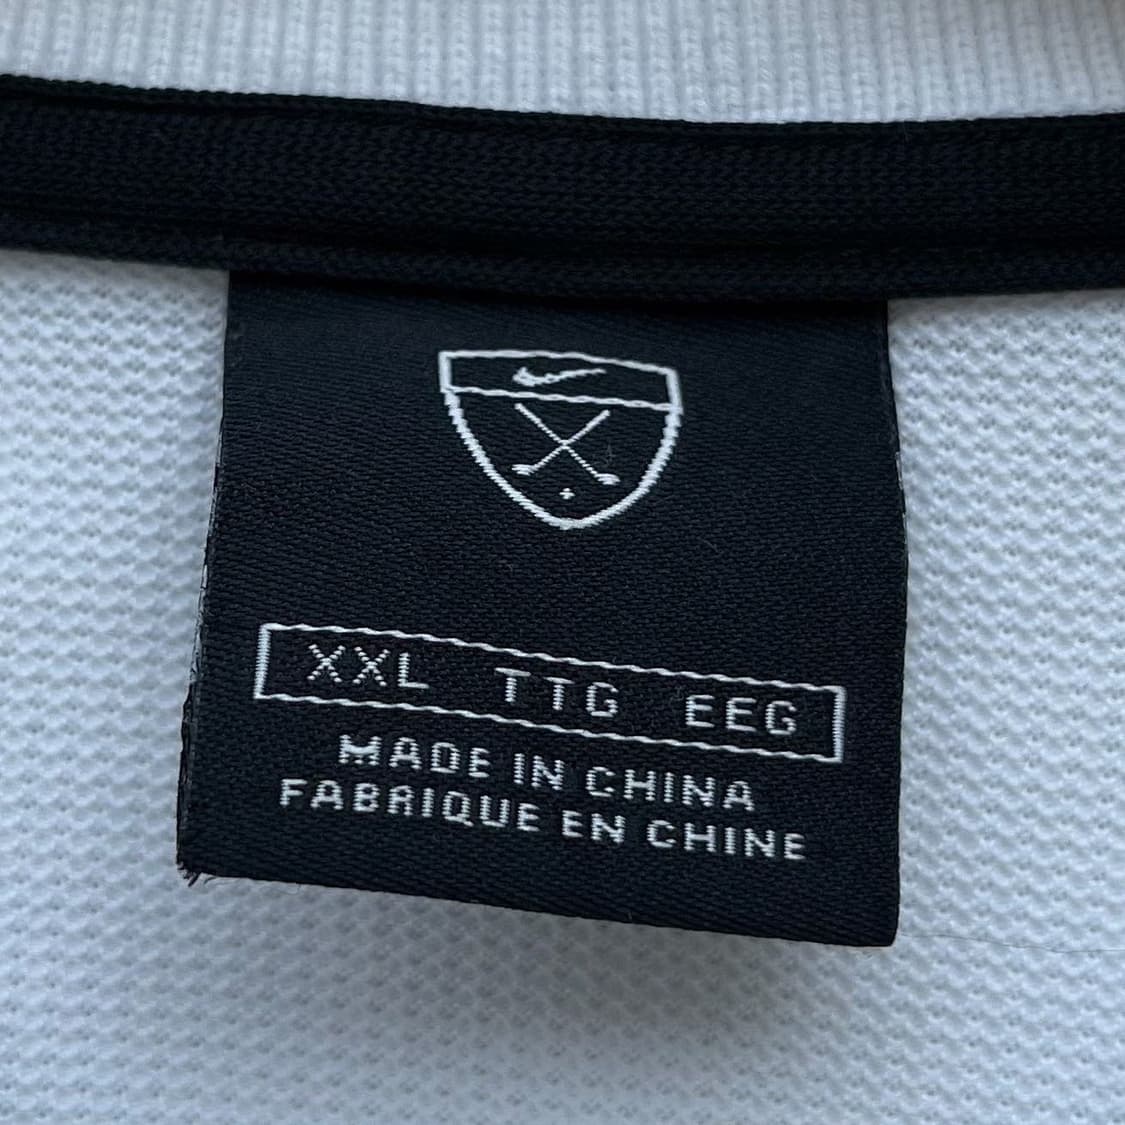 XXL TTG EEG
MADE IN CHINA
FABRIQUE EN CHINE